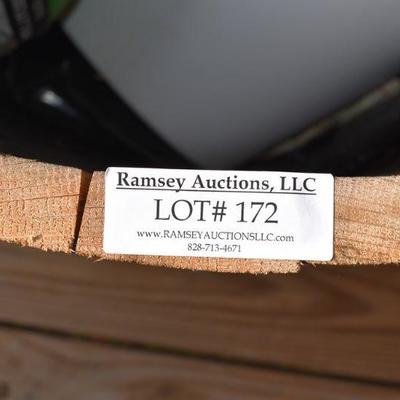 Ramsey Auctions, LLC
LOT# 172
www.RAMSEYAUCTIONSLLC.com
828-713-4671